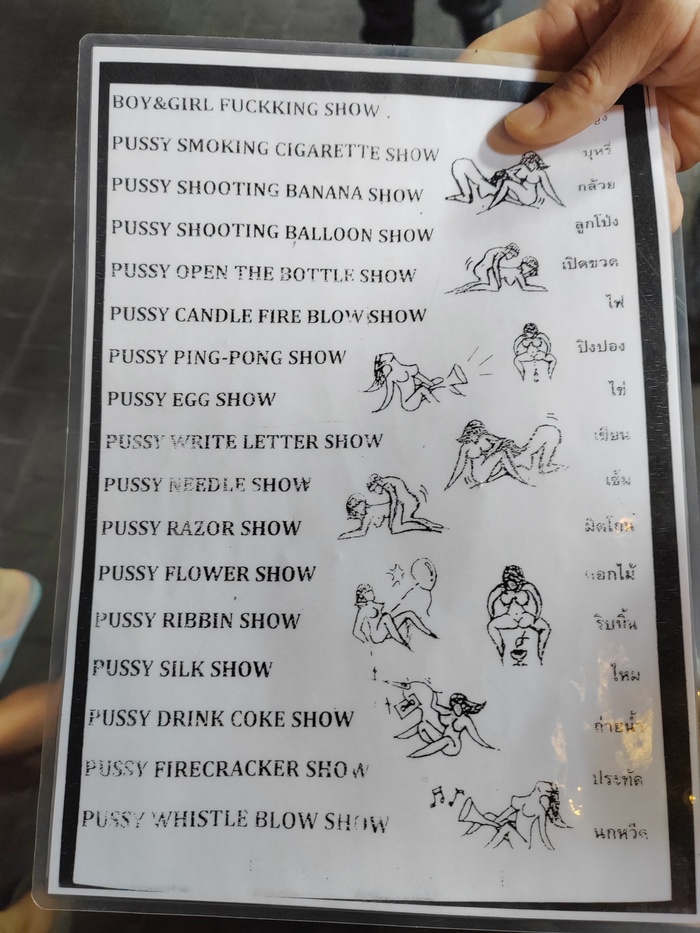 BOY&GIRL FUCKKING SHOW .
PUSSY SMOKING CIGARETTE SHOW บุหรี่
PUSSY SHOOTING BANANA SHOW กล้วย
PUSSY SHOOTING BALLOON SHOW ลูกโป่ง
PUSSY OPEN THE BOTTLE SHOW เปิดขวด
PUSSY CANDLE FIRE BLOW SHOW ไฟ
PUSSY PING-PONG SHOW ปิงปอง
PUSSY EGG SHOW ไข่
PUSSY WRITE LETTER SHOW เขียน
PUSSY NEEDLE SHOW เข็ม
PUSSY RAZOR SHOW มีดโกน
PUSSY FLOWER SHOW ดอกไม้
PUSSY RIBBIN SHOW ริบบิ้น
PUSSY SILK SHOW ไหม
PUSSY DRINK COKE SHOW ถ่ายน้ำ
PUSSY FIRECRACKER SHOW ประทัด
PUSSY WHISTLE BLOW SHOW นกหวีด